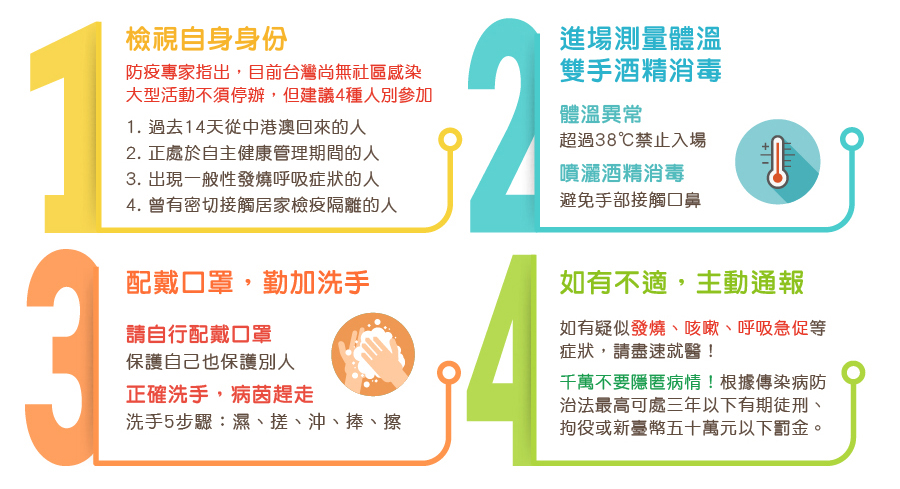 1
檢視自身身份
防疫專家指出，目前台灣尚無社區感染
大型活動不須停辦，但建議4種人別參加
1. 過去14天從中港澳回來的人
2. 正處於自主健康管理期間的人
3. 出現一般性發燒呼吸症狀的人
4. 曾有密切接觸居家檢疫隔離的人
2
進場測量體溫
雙手酒精消毒
體溫異常
超過38℃禁止入場
噴灑酒精消毒
避免手部接觸口鼻
3
配戴口罩，勤加洗手
請自行配戴口罩
保護自己也保護別人
正確洗手，病茵趕走
洗手5步驟：濕、搓、沖、捧、擦
4
如有不適，主動通報
如有疑似發燒、咳嗽、呼吸急促等
症狀，請盡速就醫！
千萬不要隱匿病情！根據傳染病防
治法最高可處三年以下有期徒刑、
拘役或新臺幣五十萬元以下罰金。